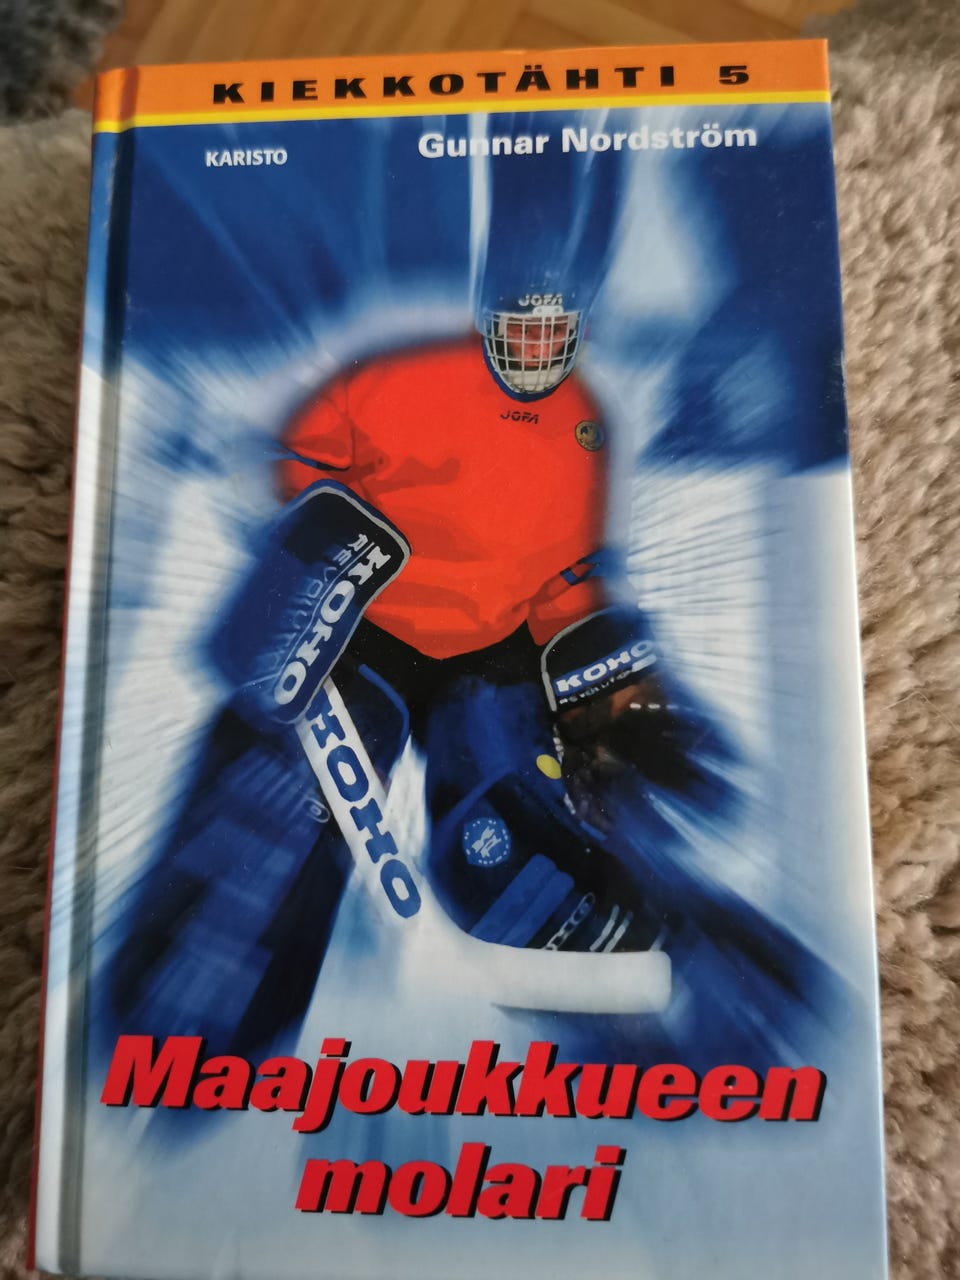 KIEKKOTÄHTI 5
KARISTO
Gunnar Nordström
JOFA
JOFA
KOHO
KOHO
KOHO
Maajoukkueen
molari